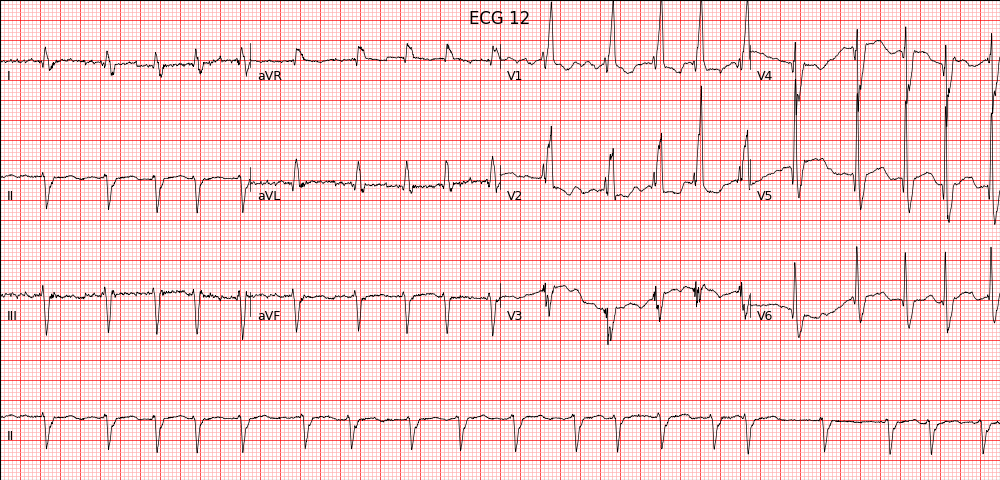 ECG 12
I aVR V1 V4
II aVL V2 V5
III aVF V3 V6
II